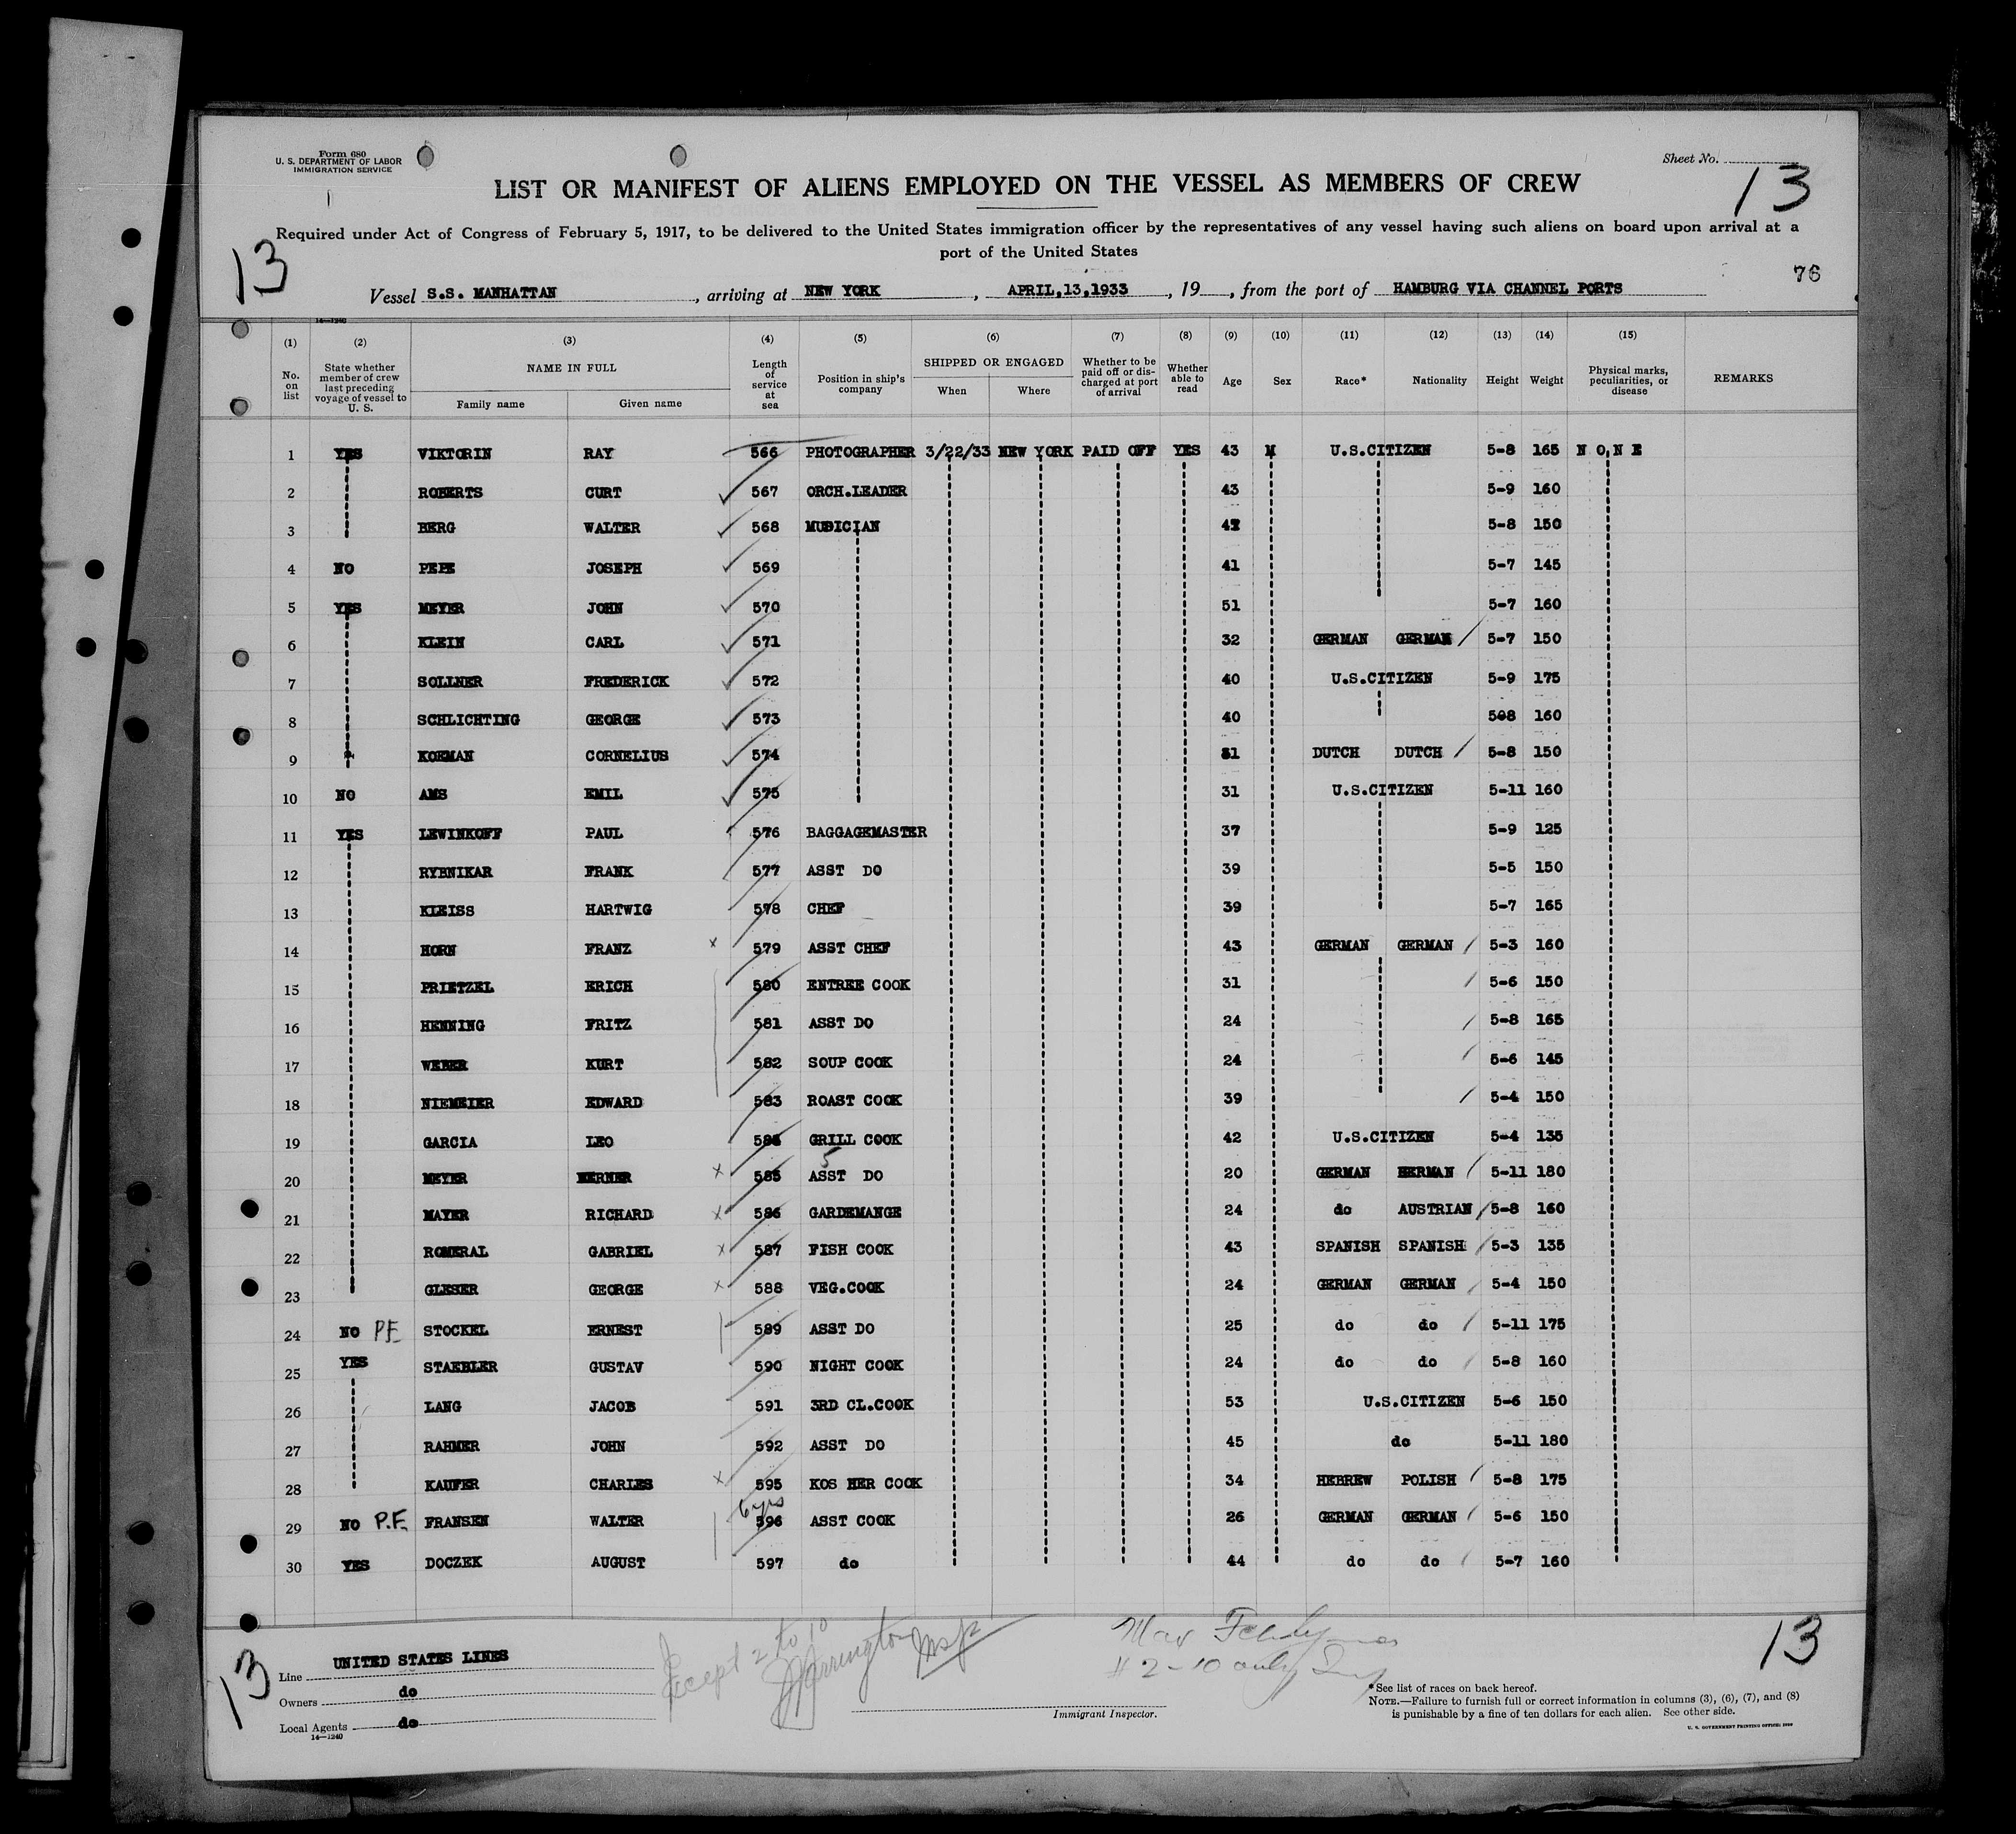 Form 680
U. S. DEPARTMENT OF LABOR
IMMIGRATION SERVICE
Sheet No.
13
LIST OR MANIFEST OF ALIENS EMPLOYED ON THE VESSEL AS MEMBERS OF CREW
Required under Act of Congress of February 5, 1917, to be delivered to the United States immigration officer by the representatives of any vessel having such aliens on board upon arrival at a
port of the United States
13
76
Vessel S.S. MANHATTAN, arriving at NEW YORK, APRIL,13,1933, 19, from the port of HAMBURG VIA CHANNEL PORTS
14-1240
(1) (2) (3) (4) (5) (6) (7) (8) (9) (10) (11) (12) (13) (14) (15)
No. on list
State whether member of crew last preceding voyage of vessel to U. S.
NAME IN FULL
Family name Given name
Length of service at sea
Position in ship's company
SHIPPED OR ENGAGED
When Where
Whether to be paid off or discharged at port of arrival
Whether able to read
Age Sex Race* Nationality Height Weight
Physical marks, peculiarities, or disease
REMARKS
1 YES VIKTORIN RAY 566 PHOTOGRAPHER 3/22/33 NEW YORK PAID OFF YES 43 M U.S.CITIZEN 5-8 165 N O N E
2 ROBERTS CURT 567 ORCH.LEADER 43 5-9 160
3 BERG WALTER 568 MUSICIAN 5-8 150
4 NO PEPE JOSEPH 569 41 5-7 145
5 YES MEYER JOHN 570 51 5-7 160
6 KLEIN CARL 571 32 GERMAN GERMAN 5-7 150
7 SOLLNER FREDERICK 572 40 U.S.CITIZEN 5-9 175
8 SCHLICHTING GEORGE 573 40 508 160
9 KOEMAN CORNELIUS 574 31 DUTCH DUTCH 5-8 150
10 NO AMS EMIL 575 31 U.S.CITIZEN 5-11 160
11 YES LEWINKOFF PAUL 576 BAGGAGEMASTER 37 5-9 125
12 RYBNIKAR FRANK 577 ASST DO 39 5-5 150
13 KLEISS HARTWIG 578 CHEF 39 5-7 165
14 HORN FRANZ x 579 ASST CHEF 43 GERMAN GERMAN 5-3 160
15 PRIETZEL ERICH 580 ENTREE COOK 31 5-6 150
16 HENNING FRITZ 581 ASST DO 24 5-8 165
17 WEBER KURT 582 SOUP COOK 24 5-6 145
18 NIEMEIER EDWARD 583 ROAST COOK 39 5-4 150
19 GARCIA LEO 584 GRILL COOK 42 U.S.CITIZEN 5-4 135
20 MEYER WERNER x 585 5 ASST DO 20 GERMAN HERMAN 5-11 180
21 MAYER RICHARD x 586 GARDEMANGE 24 do AUSTRIAN 5-8 160
22 ROMERAL GABRIEL x 587 FISH COOK 43 SPANISH SPANISH 5-3 135
23 GLESER GEORGE x 588 VEG.COOK 24 GERMAN GERMAN 5-4 150
24 NO P.F. STOCKEL ERNEST 589 ASST DO 25 do do 5-11 175
25 YES STAEBLER GUSTAV 590 NIGHT COOK 24 do do 5-8 160
26 LANG JACOB 591 3RD CL.COOK 53 U.S.CITIZEN 5-6 150
27 RAHMER JOHN 592 ASST DO 45 do 5-11 180
28 KAUFER CHARLES x 595 KOS HER COOK 34 HEBREW POLISH 5-8 175
29 NO P.F. FRANSEN WALTER 6 yrs 596 ASST COOK 26 GERMAN GERMAN 5-6 150
30 YES DOCZEK AUGUST 597 do 44 do do 5-7 160
Except 2 to 10
Insp
# 2-10 only
13
13
Line UNITED STATES LINES
Owners do
Local Agents do
14-1240
Immigrant Inspector.
*See list of races on back hereof.
NOTE.—Failure to furnish full or correct information in columns (3), (6), (7), and (8)
is punishable by a fine of ten dollars for each alien. See other side.